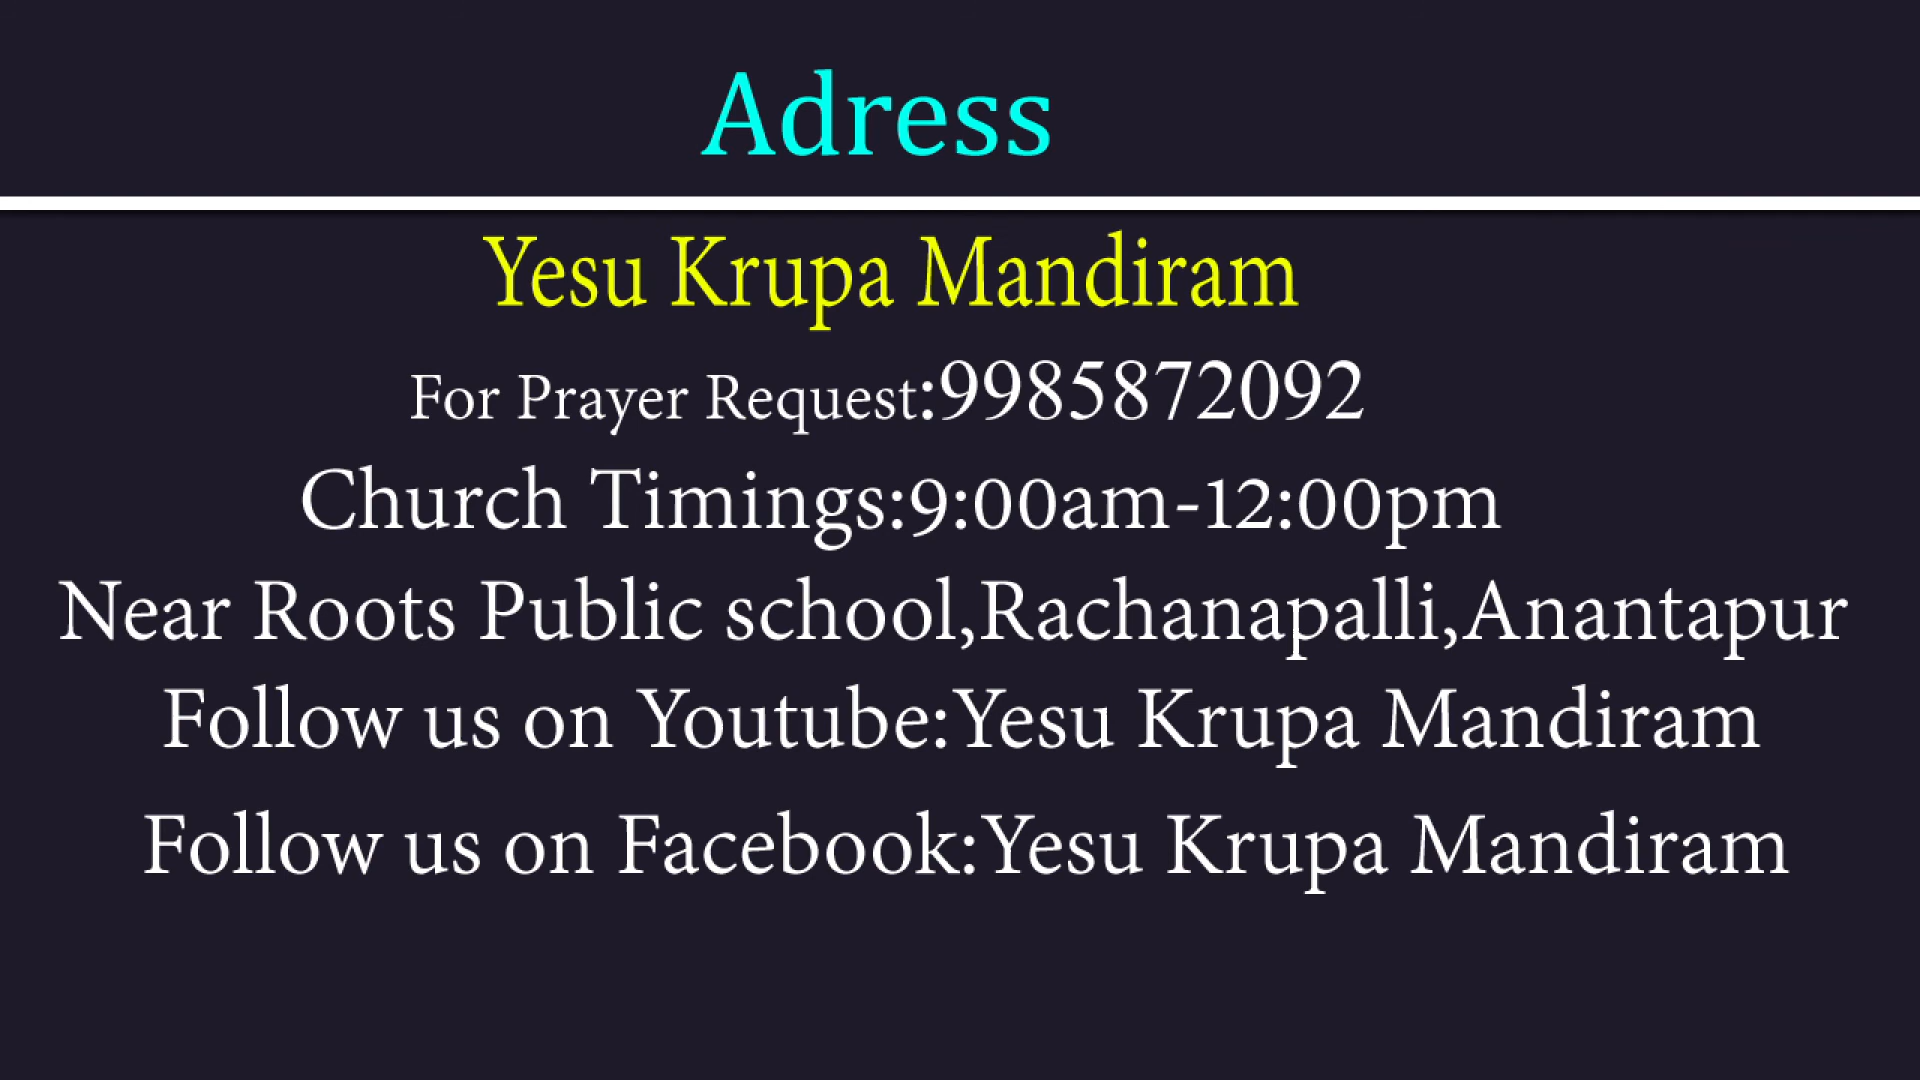 Adress
Yesu Krupa Mandiram
For Prayer Request:9985872092
Church Timings:9:00am-12:00pm
Near Roots Public school,Rachanapalli,Anantapur
Follow us on Youtube:Yesu Krupa Mandiram
Follow us on Facebook:Yesu Krupa Mandiram